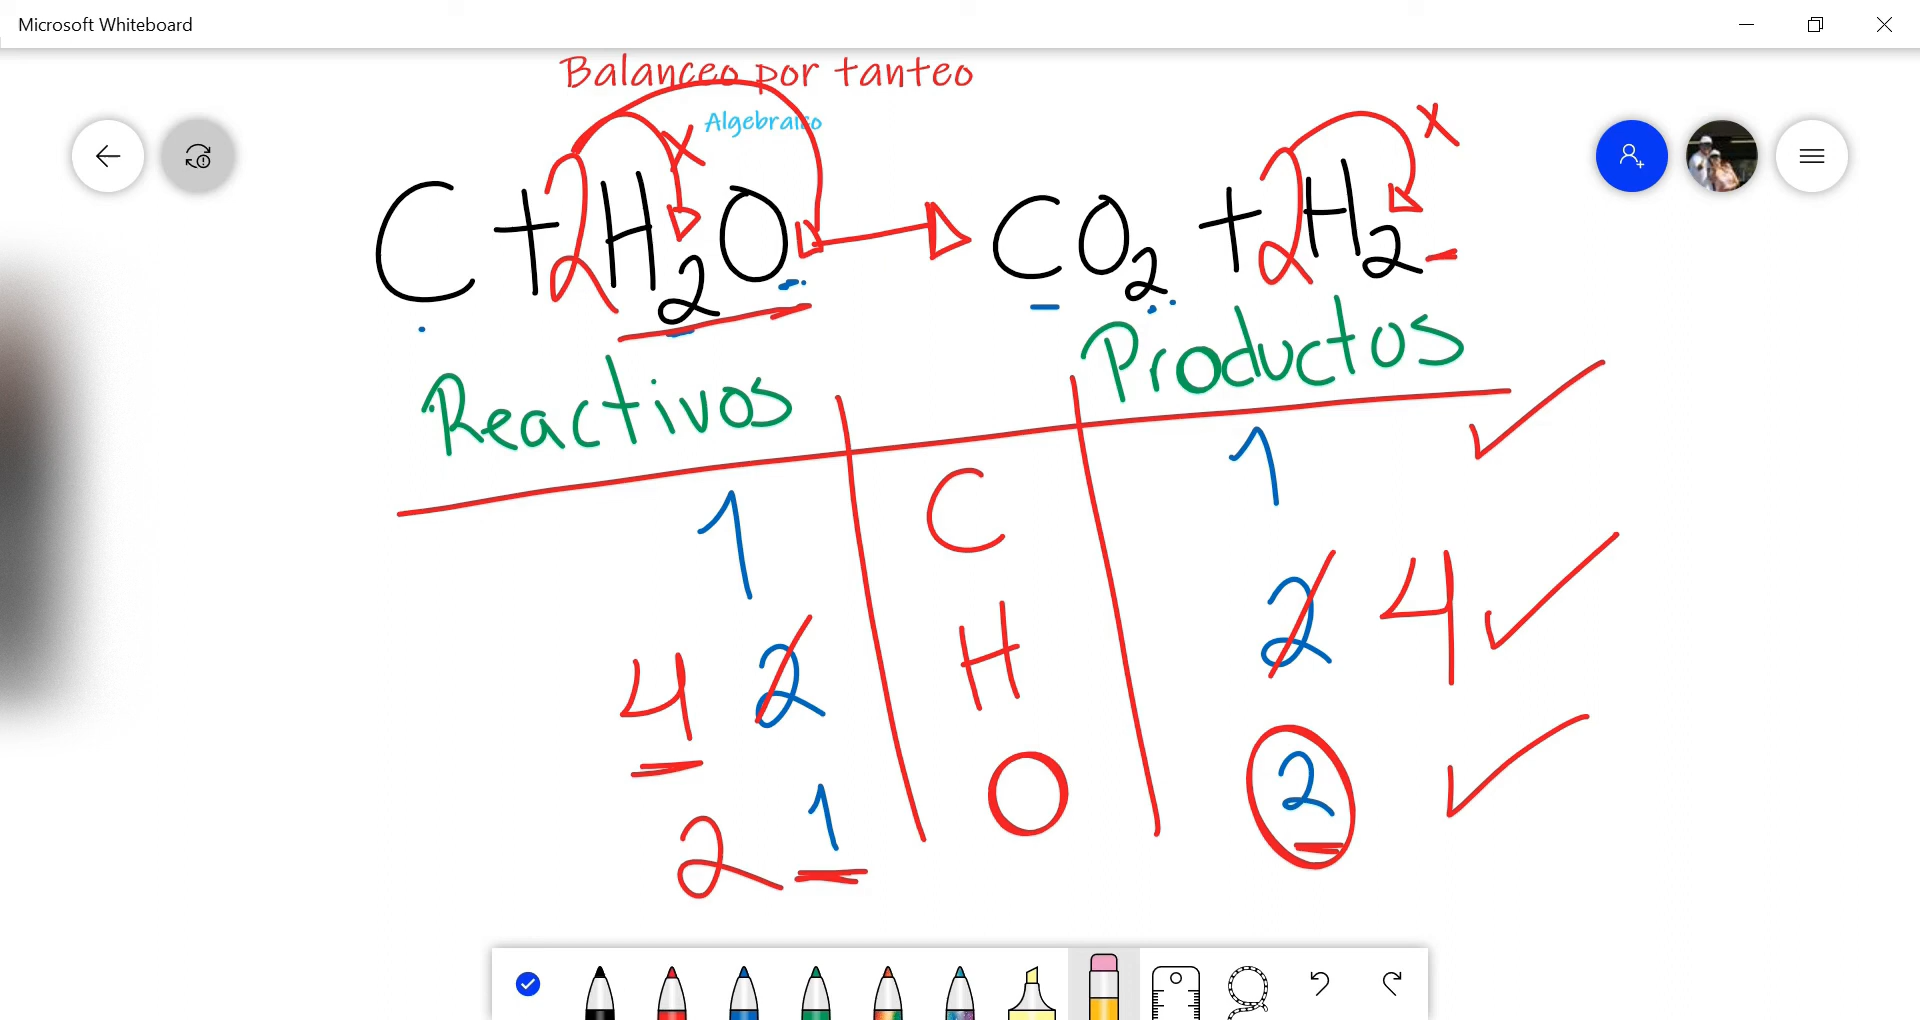 Microsoft Whiteboard
Balanceo por tanteo
Algebraico
C + 2H₂O → CO₂ + 2H₂
x x
Reactivos Productos
1 C 1
4 2 H 2 4
2 1 O 2